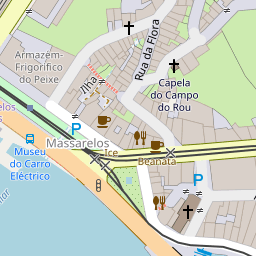 Rua da Flora
Armazém-
Frigorífico
do Peixe
Ilha
Capela
do Campo
do Rou
P
Massarelos
Ice
Beanata
Museu
do Carro
Eléctrico
P
P